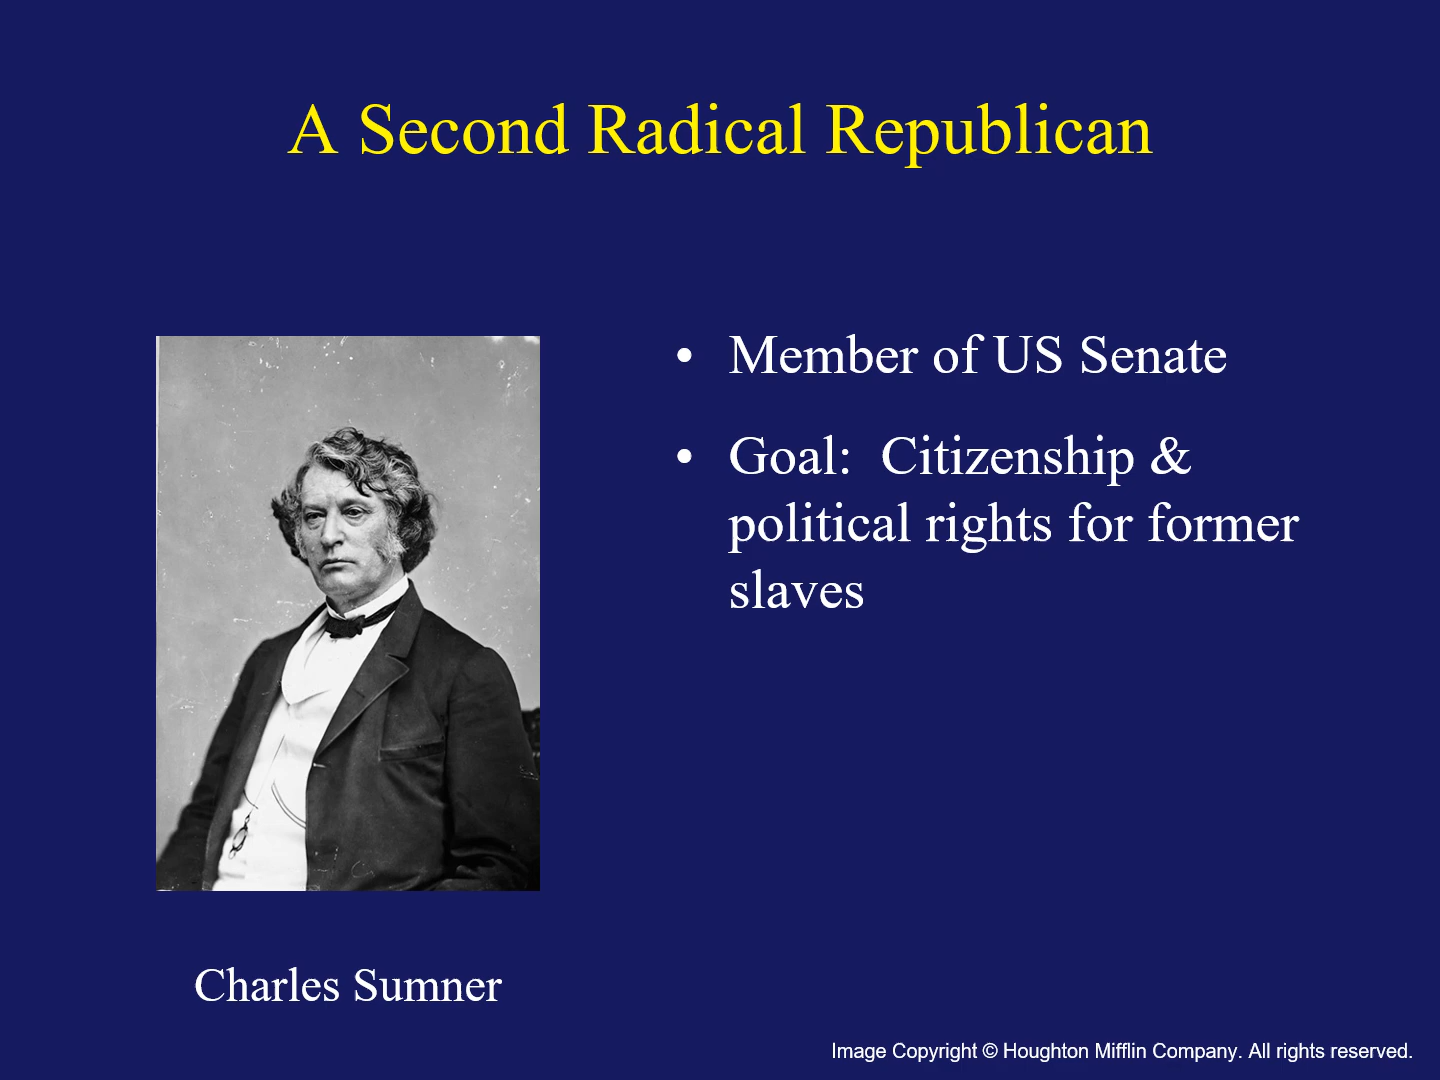 A Second Radical Republican
• Member of US Senate
• Goal:  Citizenship &
political rights for former
slaves
Charles Sumner
Image Copyright © Houghton Mifflin Company. All rights reserved.